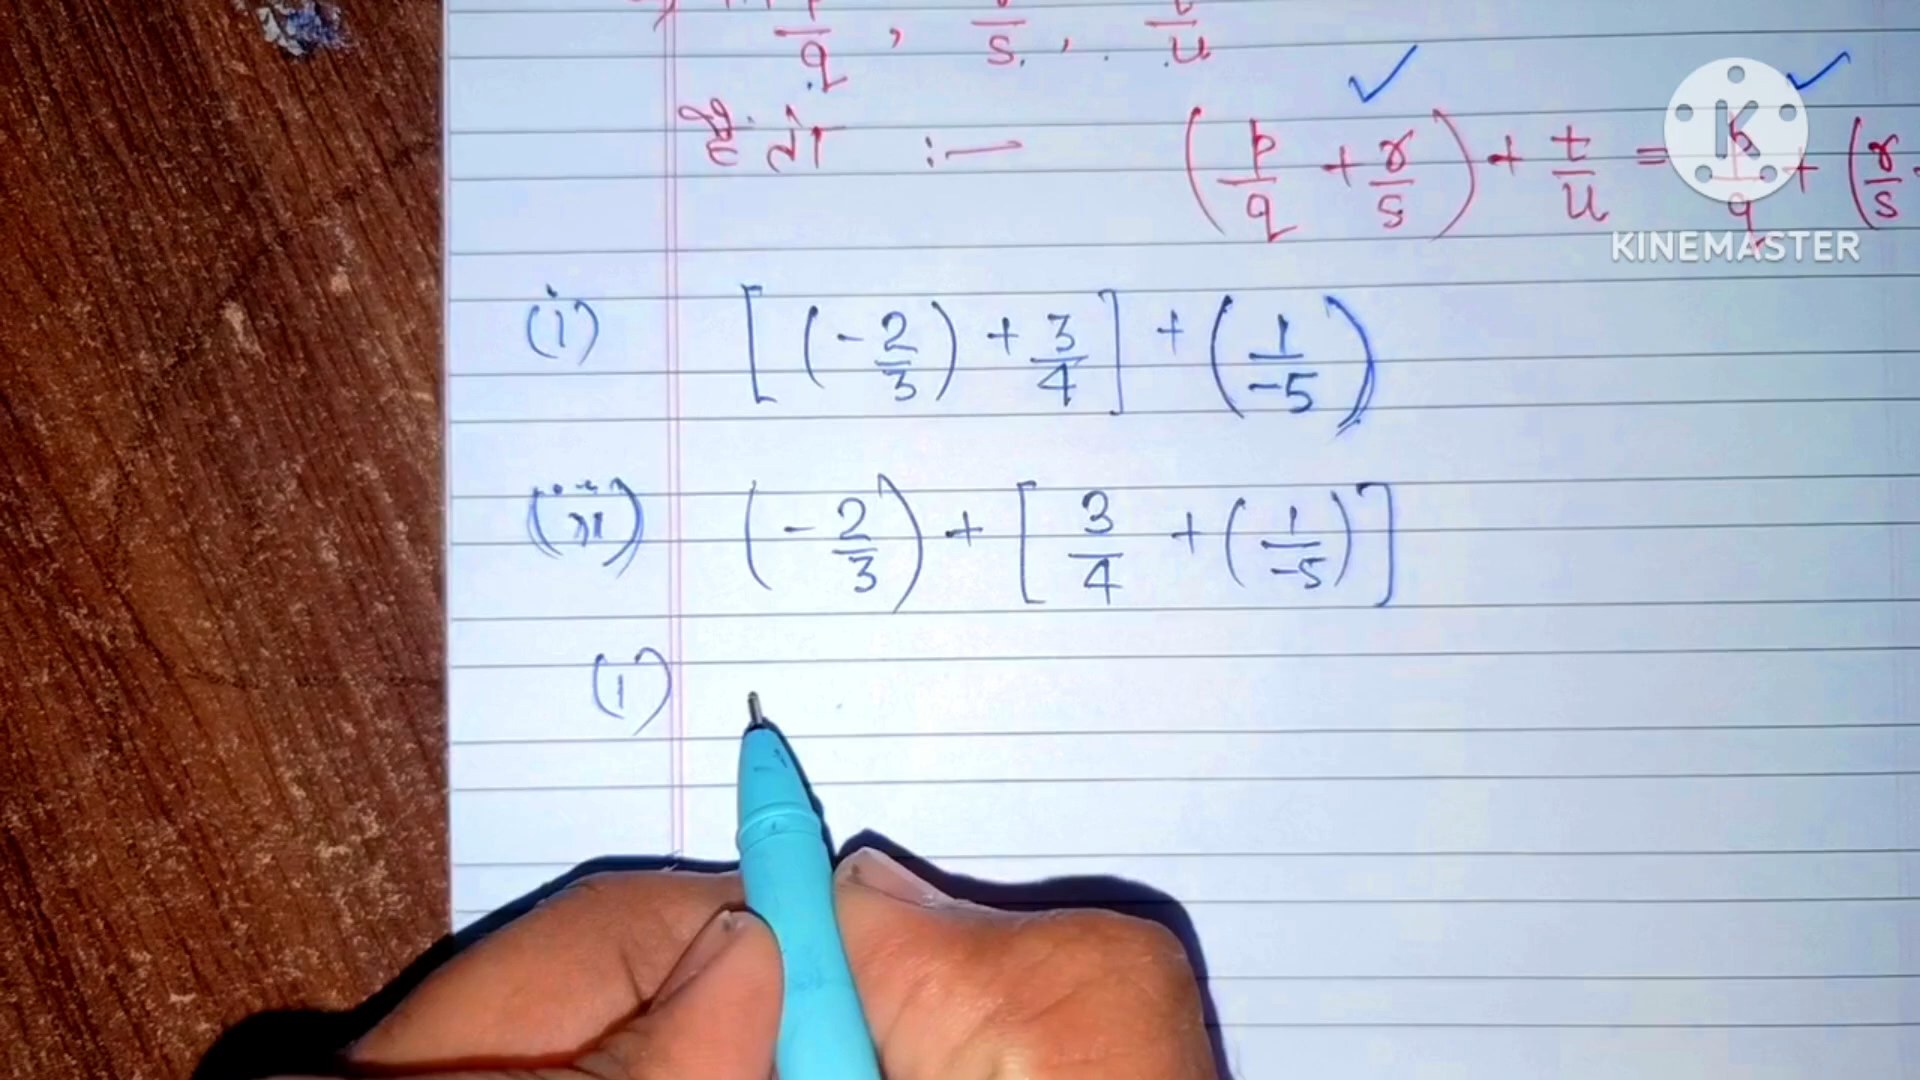 q , s , u
है तो :— (p/q + r/s) + t/u = p/q + (r/s
KINEMASTER
(i) [(-2/3) + 3/4] + (1/-5)
(ii) (-2/3) + [3/4 + (1/-5)]
(i)